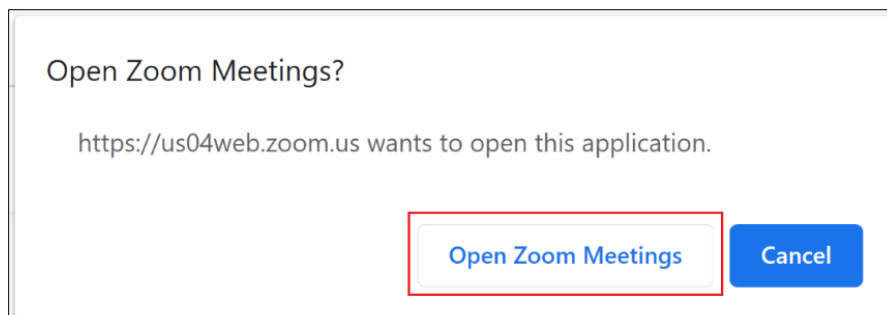 Open Zoom Meetings?
https://us04web.zoom.us wants to open this application.
Open Zoom Meetings Cancel